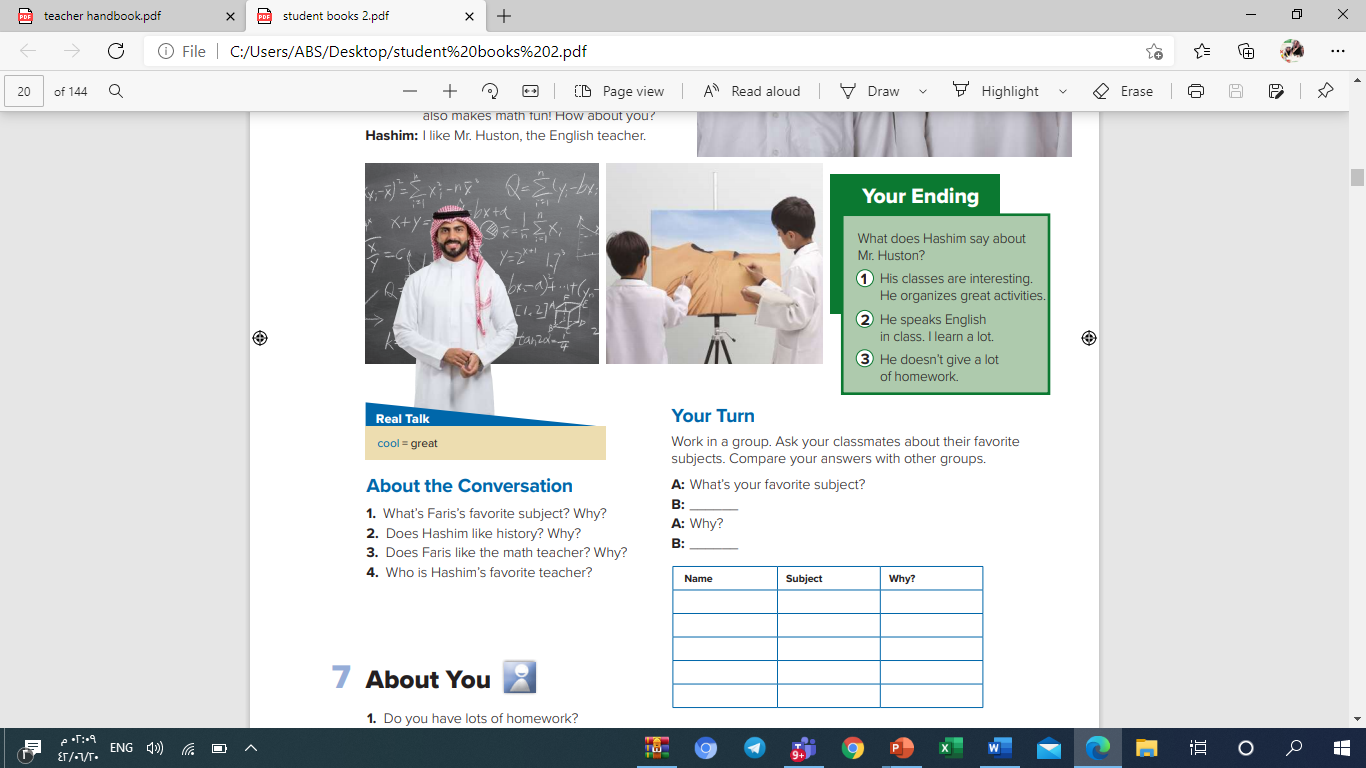 teacher handbook.pdf
student books 2.pdf
File
C:/Users/ABS/Desktop/student%20books%202.pdf
20 of 144
Page view
Read aloud
Draw
Highlight
Erase
also makes math fun! How about you?
Hashim: I like Mr. Huston, the English teacher.
Your Ending
What does Hashim say about
Mr. Huston?
1 His classes are interesting.
He organizes great activities.
2 He speaks English
in class. I learn a lot.
3 He doesn't give a lot
of homework.
Real Talk
cool = great
About the Conversation
1. What's Faris's favorite subject? Why?
2. Does Hashim like history? Why?
3. Does Faris like the math teacher? Why?
4. Who is Hashim's favorite teacher?
Your Turn
Work in a group. Ask your classmates about their favorite
subjects. Compare your answers with other groups.
A: What's your favorite subject?
B: ______
A: Why?
B: ______
Name Subject Why?
7 About You
1. Do you have lots of homework?
ENG
٠٣:٠٩ م
9+